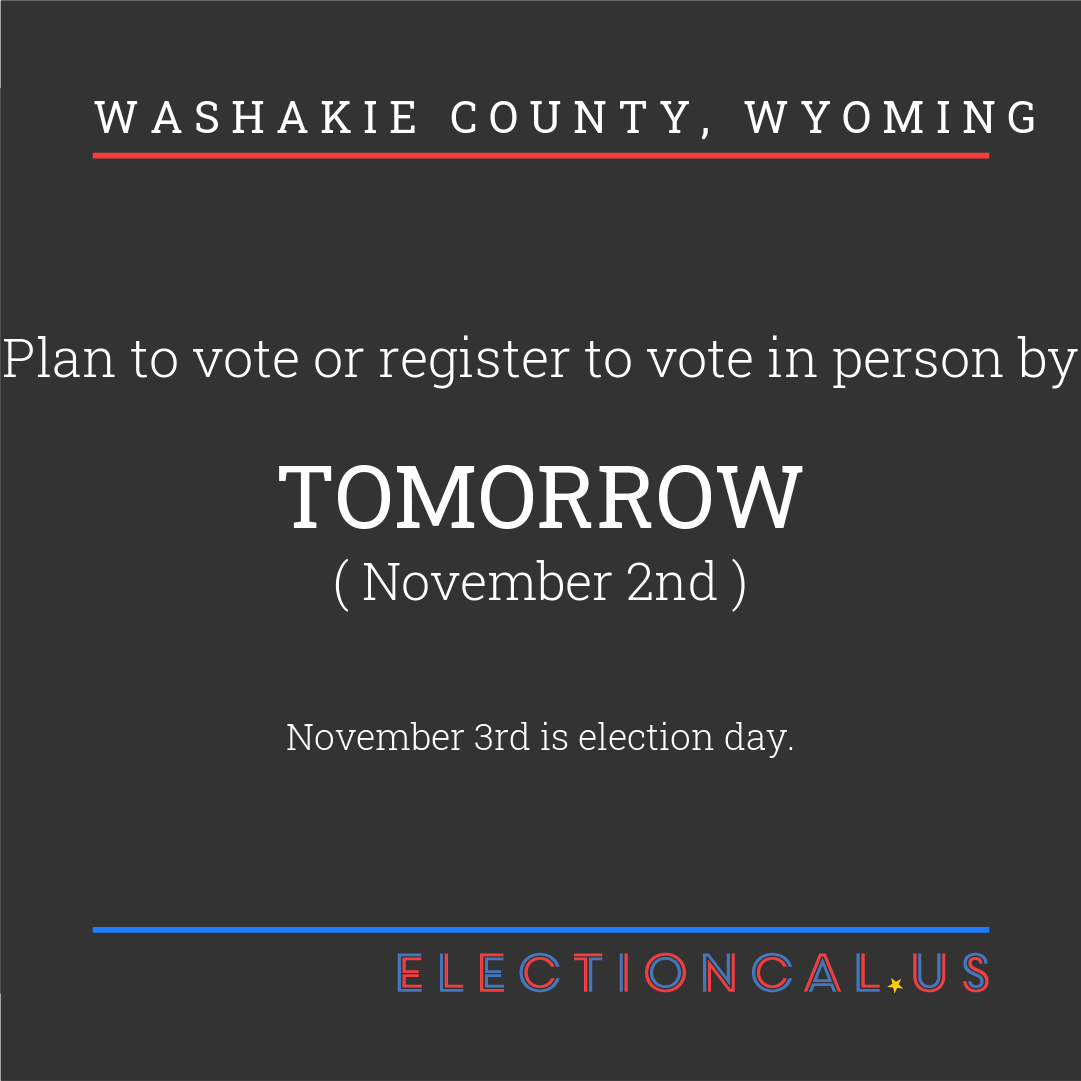 WASHAKIE COUNTY, WYOMING
Plan to vote or register to vote in person by
TOMORROW
( November 2nd )
November 3rd is election day.
ELECTIONCAL.US